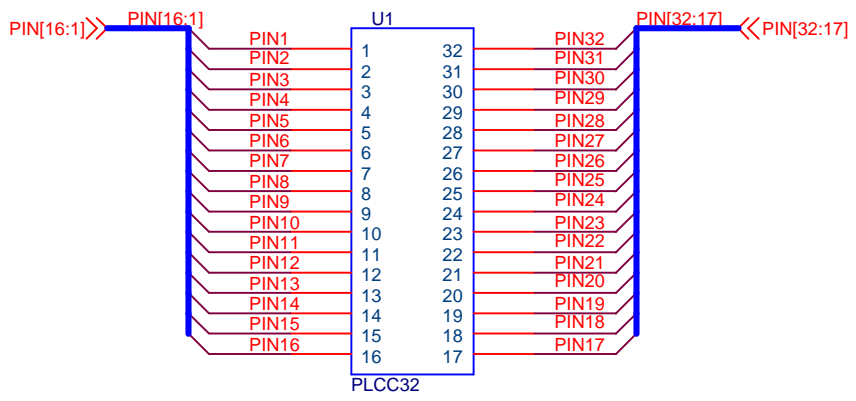 U1
PIN[16:1] PIN[16:1] PIN[32:17] PIN[32:17]
PIN1 1 32 PIN32
PIN2 2 31 PIN31
PIN3 3 30 PIN30
PIN4 4 29 PIN29
PIN5 5 28 PIN28
PIN6 6 27 PIN27
PIN7 7 26 PIN26
PIN8 8 25 PIN25
PIN9 9 24 PIN24
PIN10 10 23 PIN23
PIN11 11 22 PIN22
PIN12 12 21 PIN21
PIN13 13 20 PIN20
PIN14 14 19 PIN19
PIN15 15 18 PIN18
PIN16 16 17 PIN17
PLCC32